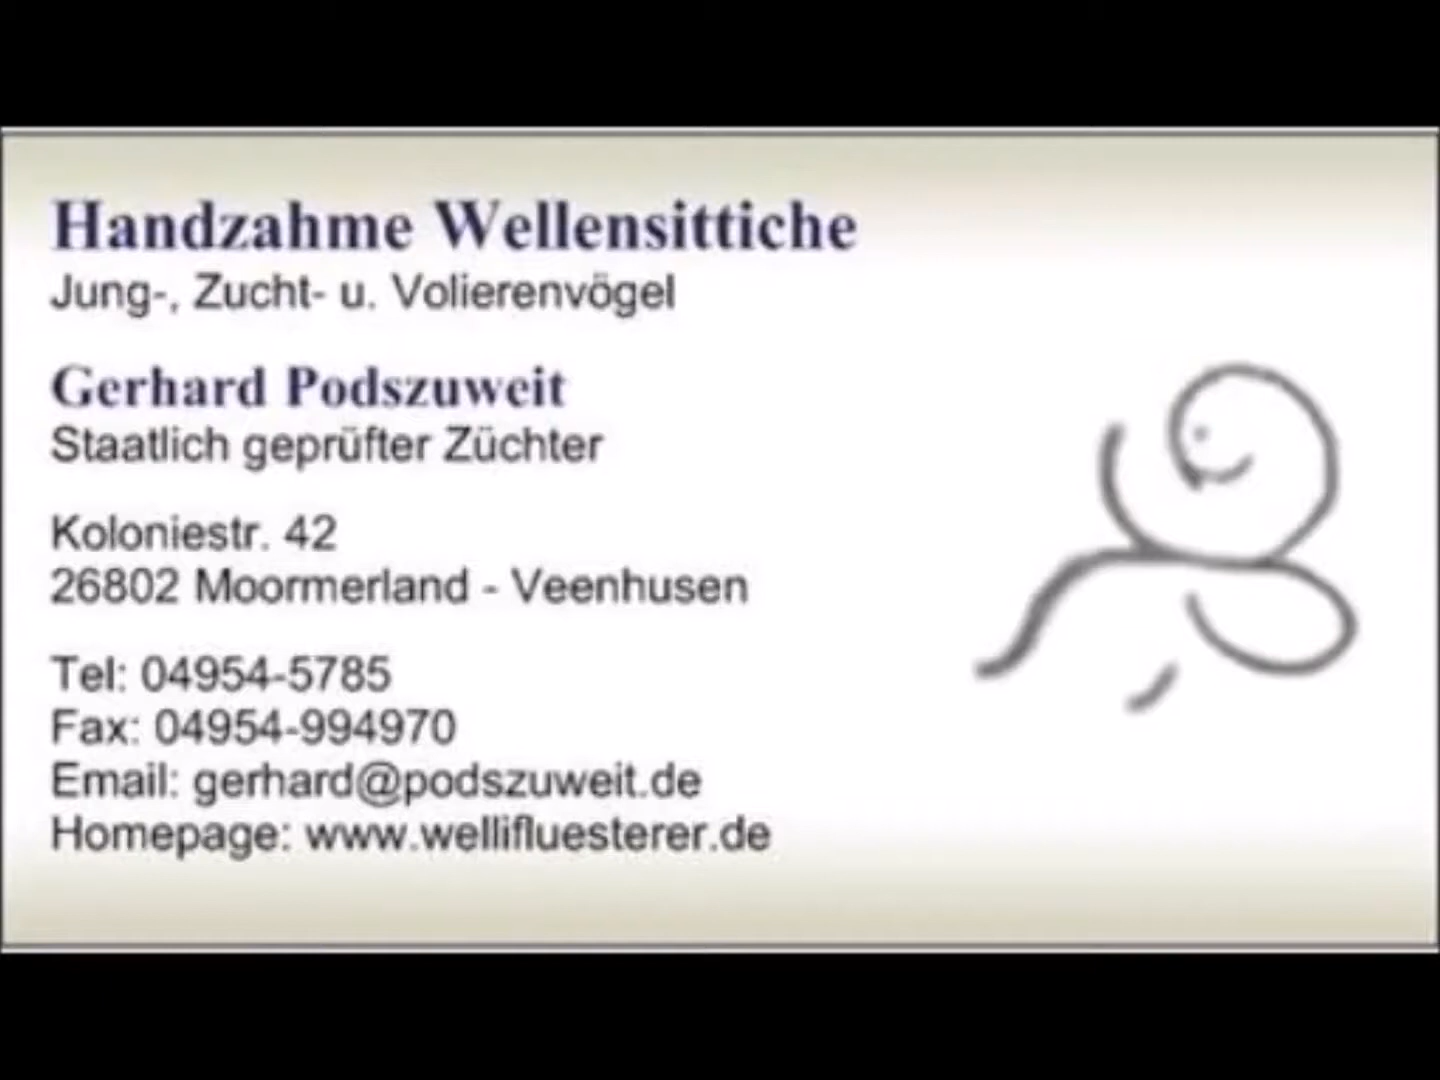 Handzahme Wellensittiche
Jung-, Zucht- u. Volierenvögel
Gerhard Podszuweit
Staatlich geprüfter Züchter
Koloniestr. 42
26802 Moormerland - Veenhusen
Tel: 04954-5785
Fax: 04954-994970
Email: gerhard@podszuweit.de
Homepage: www.wellifluesterer.de